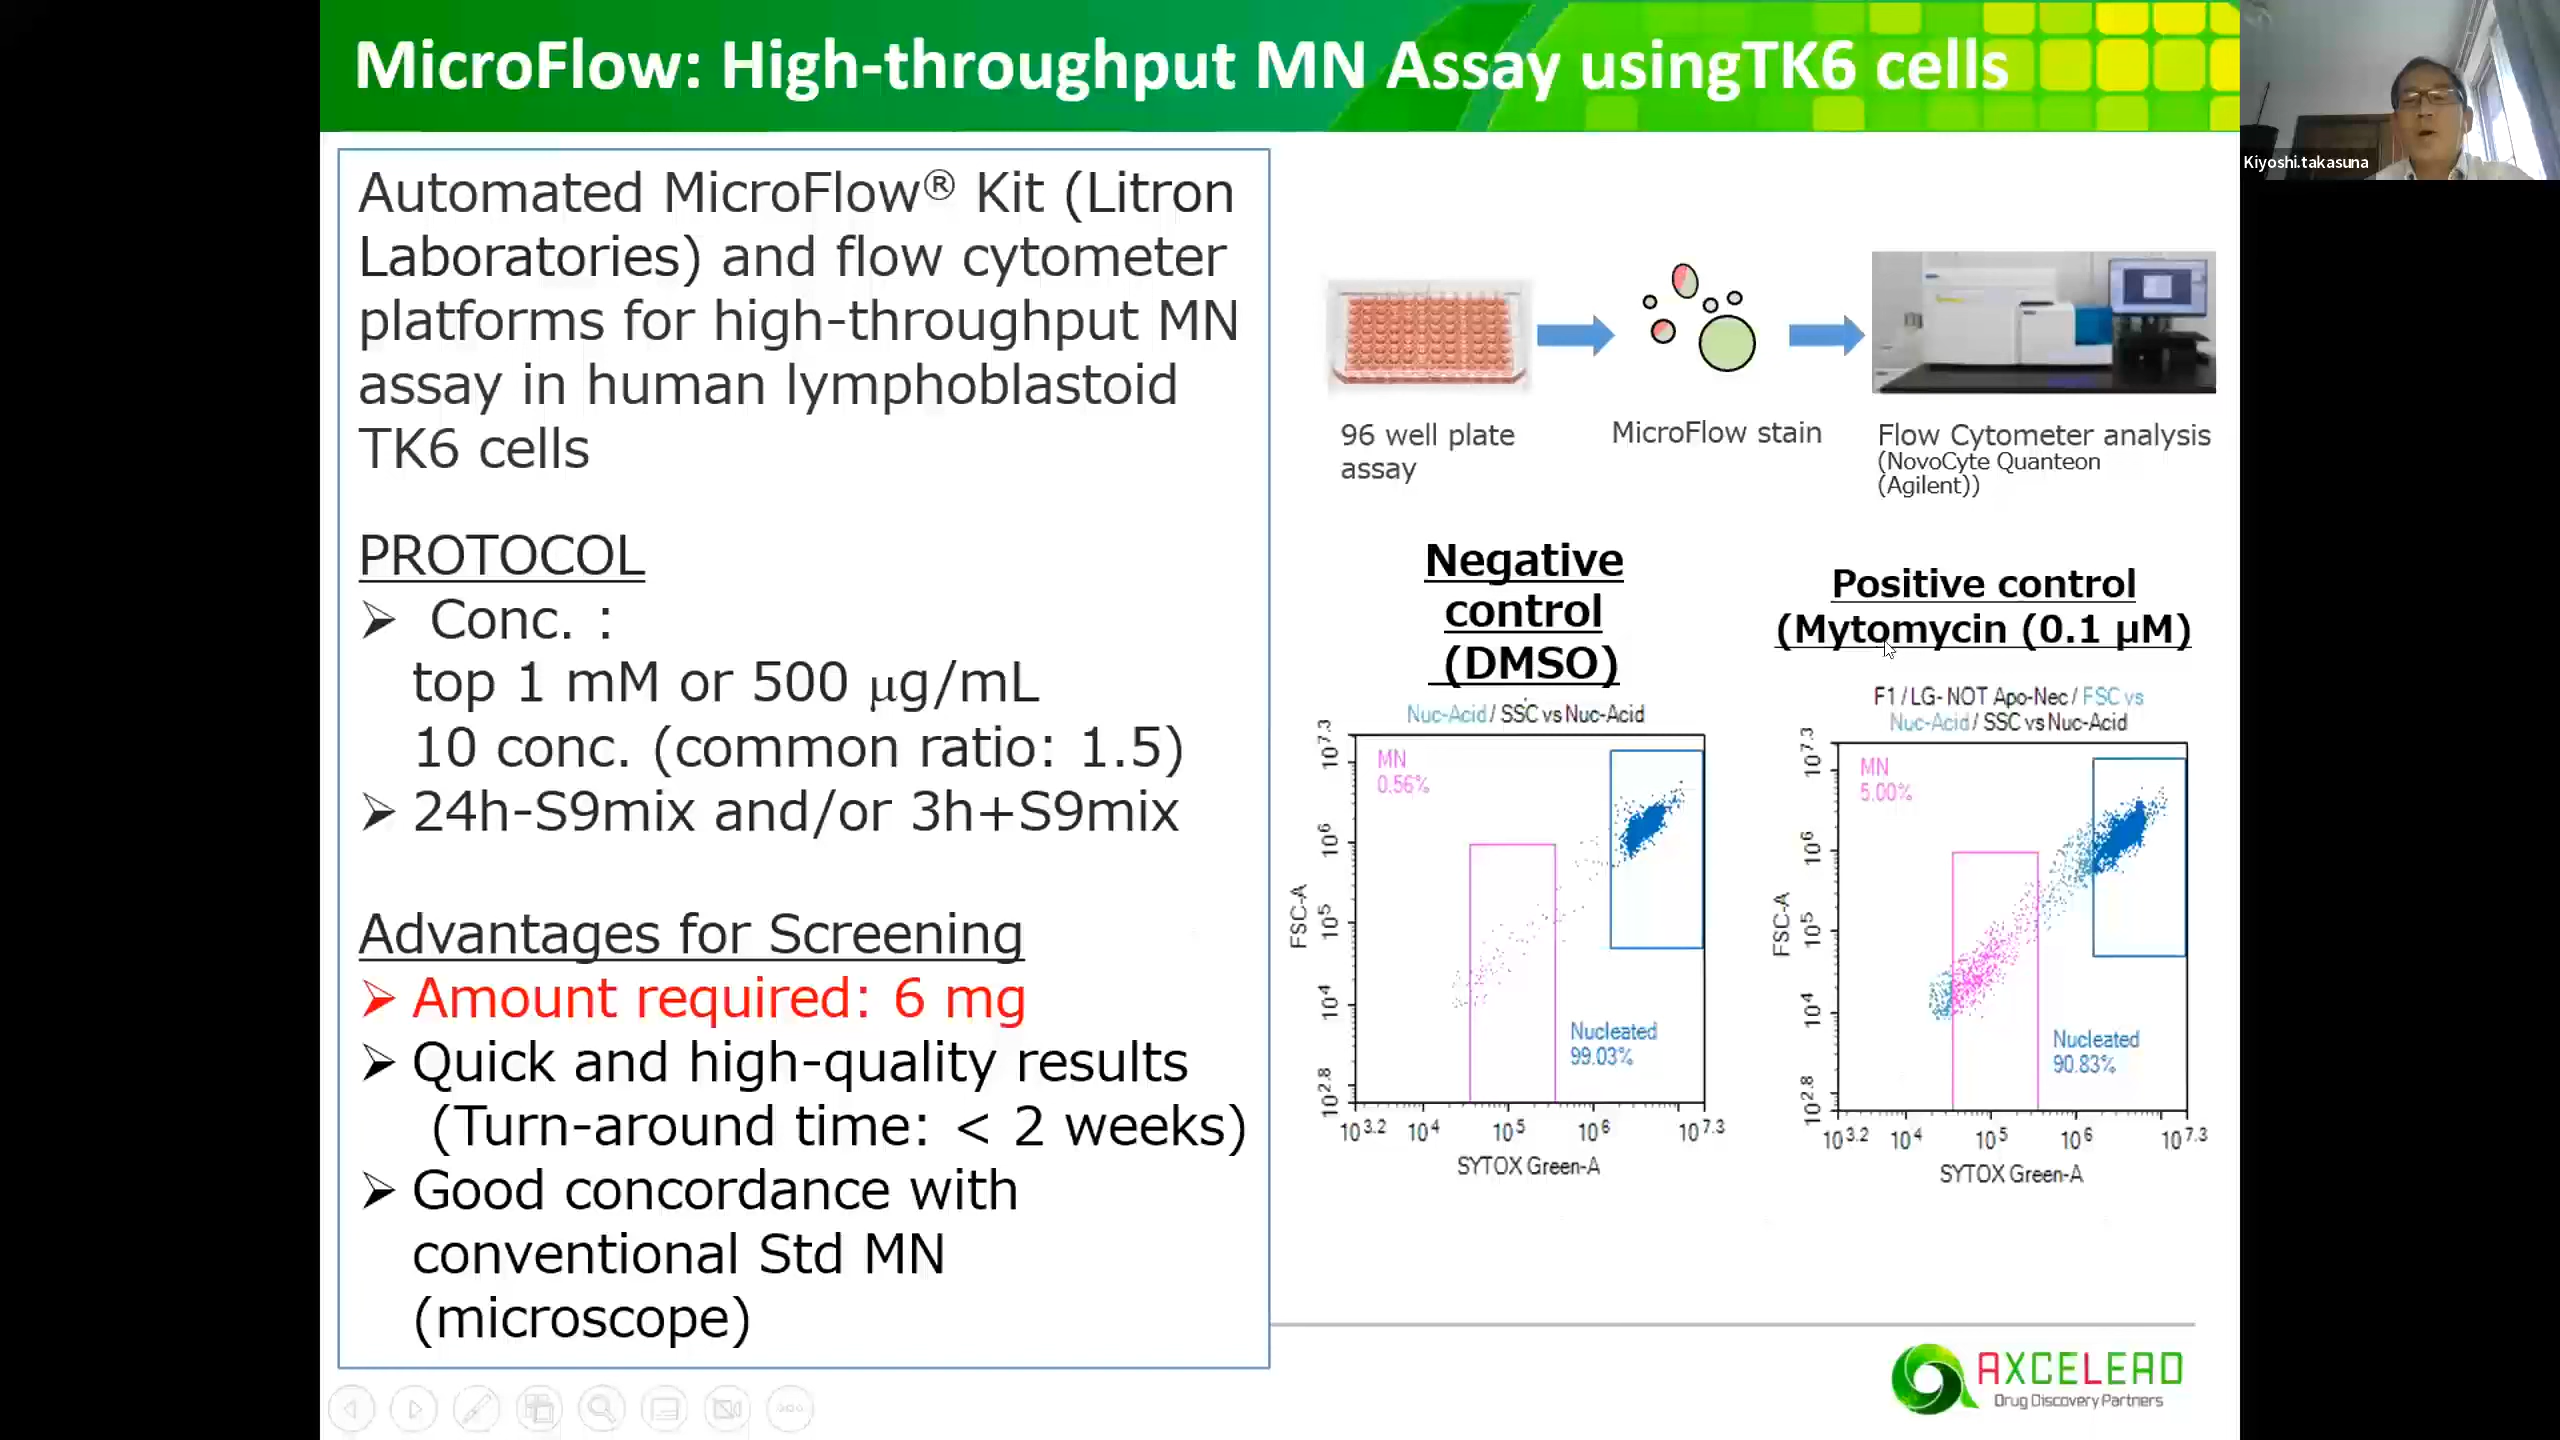 MicroFlow: High-throughput MN Assay usingTK6 cells
Kiyoshi.takasuna
Automated MicroFlow® Kit (Litron
Laboratories) and flow cytometer
platforms for high-throughput MN
assay in human lymphoblastoid
TK6 cells
PROTOCOL
➢ Conc. :
top 1 mM or 500 μg/mL
10 conc. (common ratio: 1.5)
➢ 24h-S9mix and/or 3h+S9mix
Advantages for Screening
➢ Amount required: 6 mg
➢ Quick and high-quality results
(Turn-around time: < 2 weeks)
➢ Good concordance with
conventional Std MN
(microscope)
96 well plate
assay
MicroFlow stain
Flow Cytometer analysis
(NovoCyte Quanteon
(Agilent))
Negative
control
(DMSO)
Nuc-Acid / SSC vs Nuc-Acid
MN
0.56%
Nucleated
99.03%
FSC-A
10^7.3
10^6
10^5
10^4
10^2.8
10^3.2 10^4 10^5 10^6 10^7.3
SYTOX Green-A
Positive control
(Mytomycin (0.1 μM)
F1 / LG- NOT Apo-Nec / FSC vs
Nuc-Acid / SSC vs Nuc-Acid
MN
5.00%
Nucleated
90.83%
FSC-A
10^7.3
10^6
10^5
10^4
10^2.8
10^3.2 10^4 10^5 10^6 10^7.3
SYTOX Green-A
AXCELEAD
Drug Discovery Partners